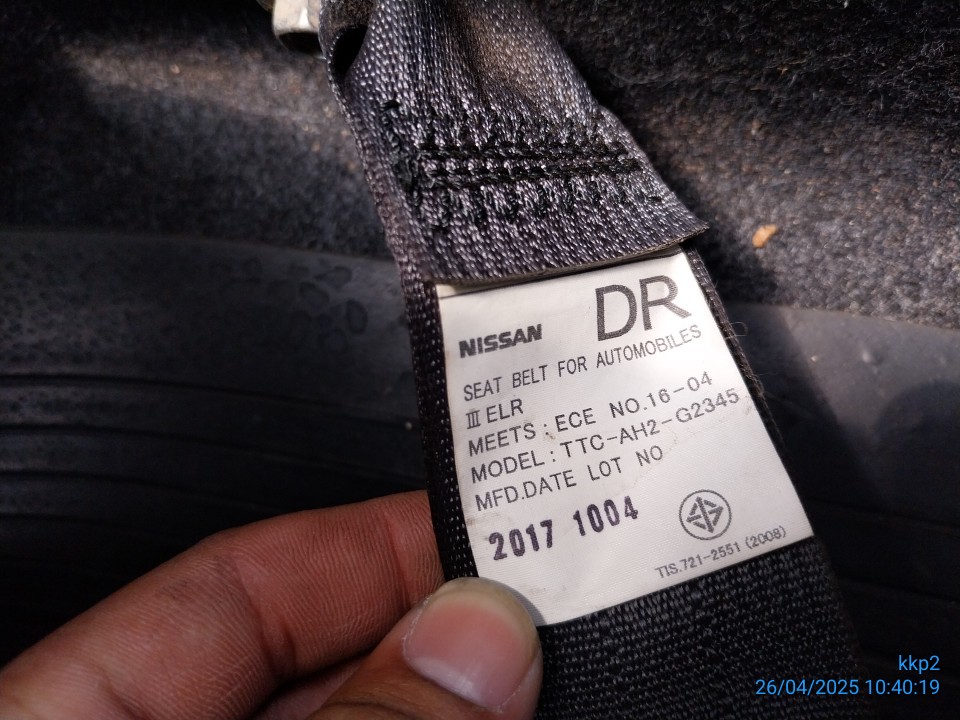 NISSAN DR
SEAT BELT FOR AUTOMOBILES
Ⅲ ELR
MEETS : ECE NO.16-04
MODEL : TTC-AH2-G2345
MFD.DATE LOT NO
2017 1004
TIS.721-2551 (2008)
kkp2
26/04/2025 10:40:19